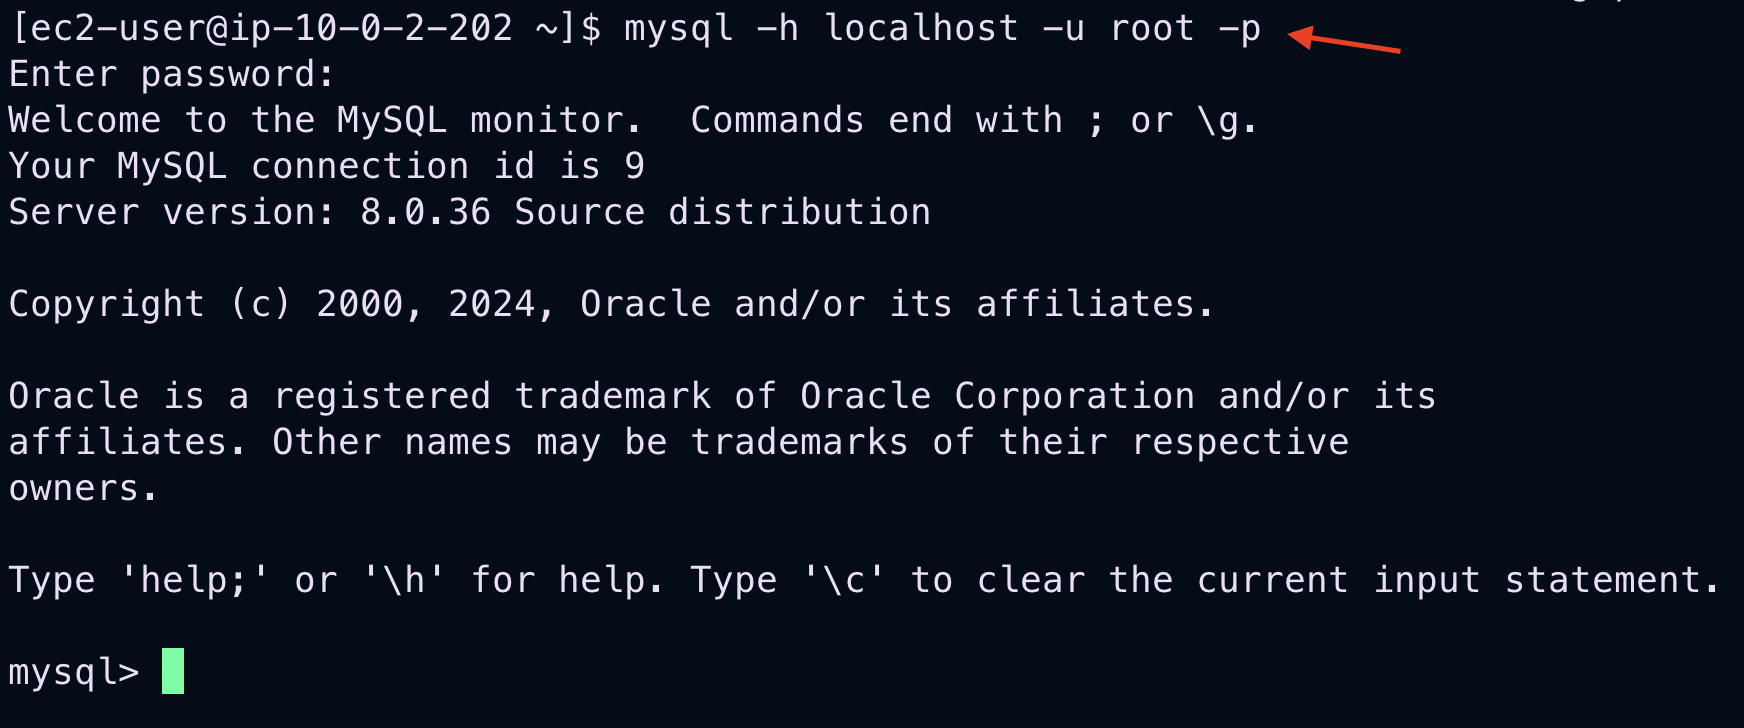 [ec2-user@ip-10-0-2-202 ~]$ mysql -h localhost -u root -p
Enter password:
Welcome to the MySQL monitor.  Commands end with ; or \g.
Your MySQL connection id is 9
Server version: 8.0.36 Source distribution
Copyright (c) 2000, 2024, Oracle and/or its affiliates.
Oracle is a registered trademark of Oracle Corporation and/or its
affiliates. Other names may be trademarks of their respective
owners.
Type 'help;' or '\h' for help. Type '\c' to clear the current input statement.
mysql>